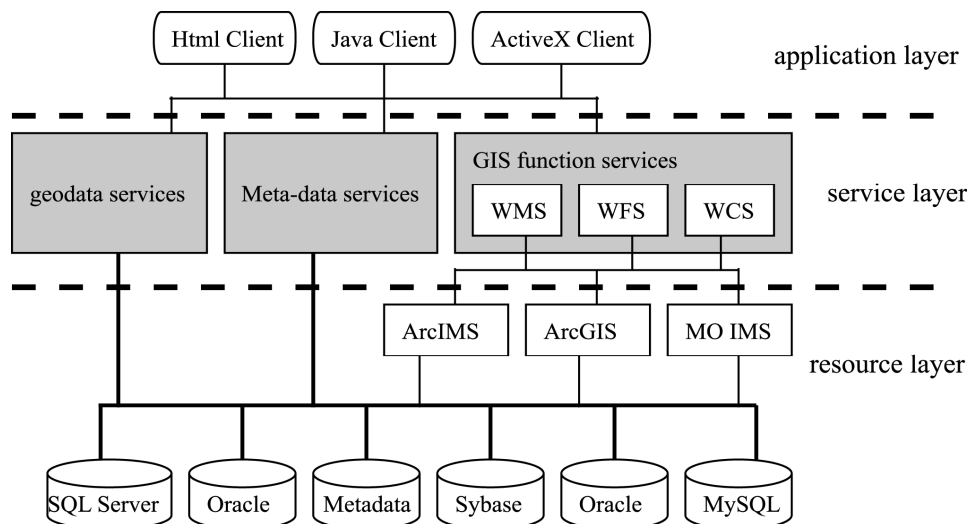 Html Client
Java Client
ActiveX Client
application layer
geodata services
Meta-data services
GIS function services
WMS
WFS
WCS
service layer
ArcIMS
ArcGIS
MO IMS
resource layer
SQL Server
Oracle
Metadata
Sybase
Oracle
MySQL